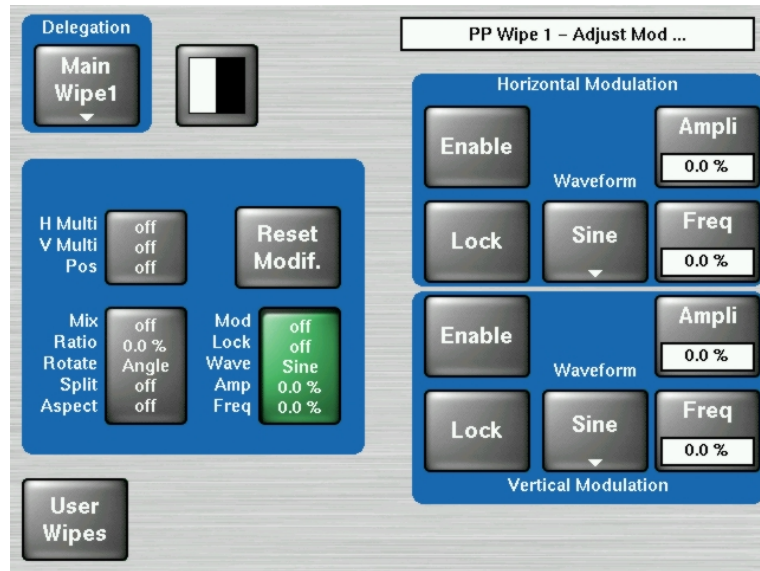 Delegation
Main
Wipe1
PP Wipe 1 – Adjust Mod ...
Horizontal Modulation
Enable
Waveform
Ampli
0.0 %
Lock
Sine
Freq
0.0 %
H Multi off
V Multi off
Pos off
Reset
Modif.
Mix off
Ratio 0.0 %
Rotate Angle
Split off
Aspect off
Mod off
Lock off
Wave Sine
Amp 0.0 %
Freq 0.0 %
Enable
Waveform
Ampli
0.0 %
Lock
Sine
Freq
0.0 %
Vertical Modulation
User
Wipes